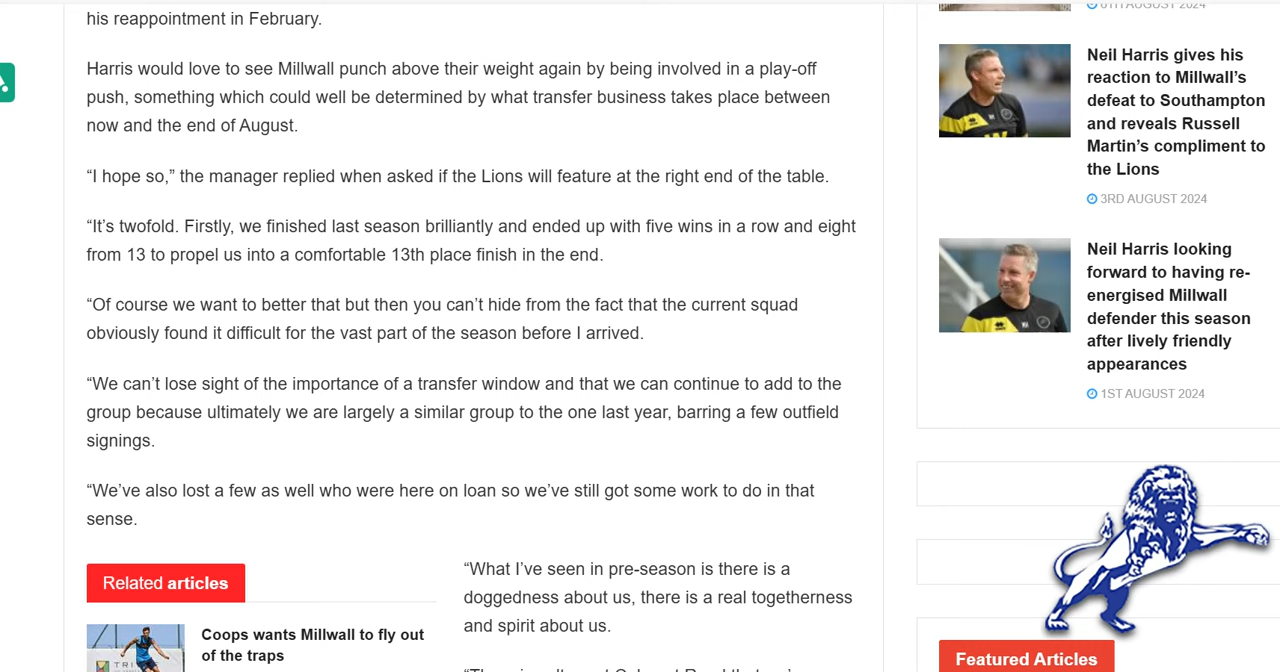 his reappointment in February.
Harris would love to see Millwall punch above their weight again by being involved in a play-off
push, something which could well be determined by what transfer business takes place between
now and the end of August.
“I hope so,” the manager replied when asked if the Lions will feature at the right end of the table.
“It’s twofold. Firstly, we finished last season brilliantly and ended up with five wins in a row and eight
from 13 to propel us into a comfortable 13th place finish in the end.
“Of course we want to better that but then you can’t hide from the fact that the current squad
obviously found it difficult for the vast part of the season before I arrived.
“We can’t lose sight of the importance of a transfer window and that we can continue to add to the
group because ultimately we are largely a similar group to the one last year, barring a few outfield
signings.
“We’ve also lost a few as well who were here on loan so we’ve still got some work to do in that
sense.
Related articles
Coops wants Millwall to fly out
of the traps
“What I’ve seen in pre-season is there is a
doggedness about us, there is a real togetherness
and spirit about us.
6TH AUGUST 2024
Neil Harris gives his
reaction to Millwall’s
defeat to Southampton
and reveals Russell
Martin’s compliment to
the Lions
3RD AUGUST 2024
Neil Harris looking
forward to having re-
energised Millwall
defender this season
after lively friendly
appearances
1ST AUGUST 2024
Featured Articles